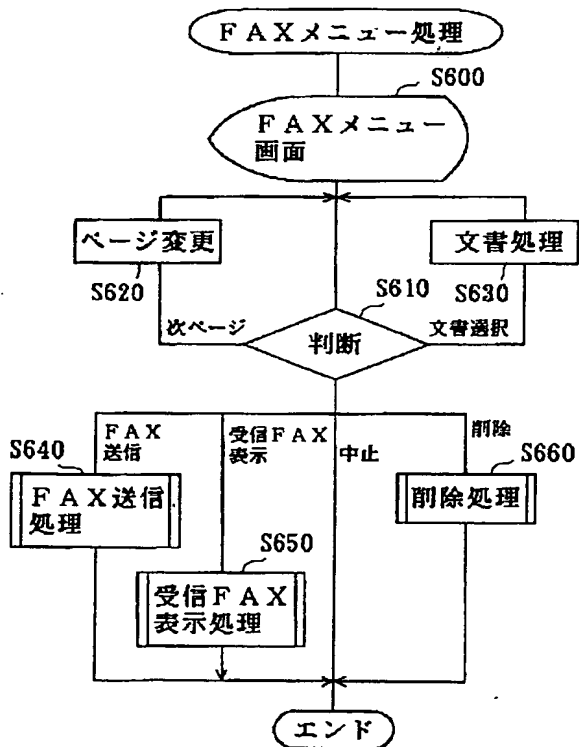 FAXメニュー処理
S600
FAXメニュー
画面
ページ変更
文書処理
S620
S630
S610
次ページ
判断
文書選択
FAX
送信
受信FAX
表示
中止
削除
S640
S660
FAX送信
処理
削除処理
S650
受信FAX
表示処理
エンド